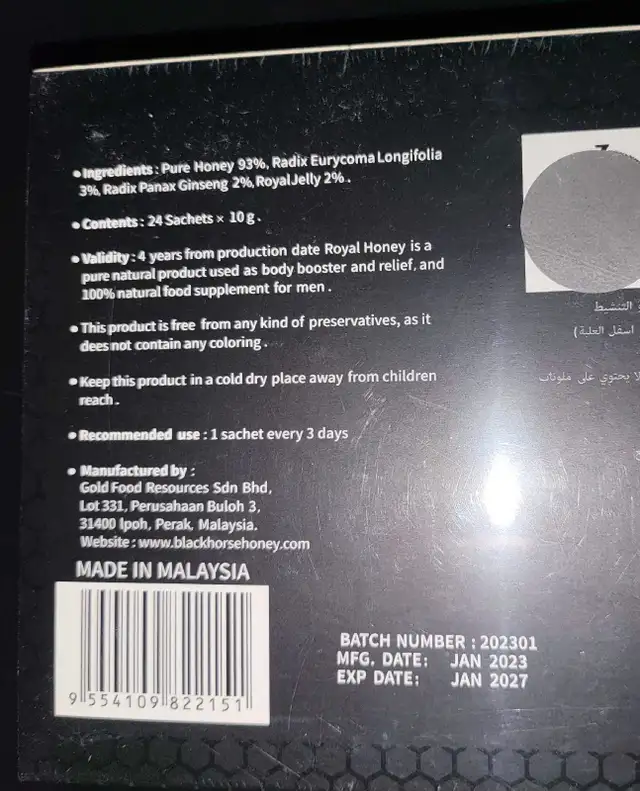 • Ingredients : Pure Honey 93%, Radix Eurycoma Longifolia
3%, Radix Panax Ginseng 2%, Royal Jelly 2% .
• Contents : 24 Sachets × 10 g .
• Validity : 4 years from production date Royal Honey is a
pure natural product used as body booster and relief, and
100% natural food supplement for men .
• This product is free from any kind of preservatives, as it
dees not contain any coloring .
• Keep this product in a cold dry place away from children
reach .
• Recommended use : 1 sachet every 3 days
• Manufactured by :
Gold Food Resources Sdn Bhd,
Lot 331, Perusahaan Buloh 3,
31400 Ipoh, Perak, Malaysia.
Website : www.blackhorsehoney.com
MADE IN MALAYSIA
9 554109 822151
BATCH NUMBER : 202301
MFG. DATE: JAN 2023
EXP DATE: JAN 2027
التنشيط
اسفل العلبة)
لا يحتوي على ملونات